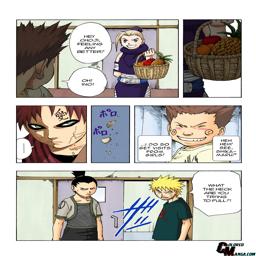 HEY
CHOJI,
FEELING
ANY
BETTER?
OH!
INO!
HEH
HEH!
SEE,
SHIKA-
MARU?
...I DO SO
GET VISITS
FROM
GIRLS!
ボロ
ボロ
WHAT
THE HECK
ARE YOU
TRYING
TO PULL?!
COLORED
MANGA.COM